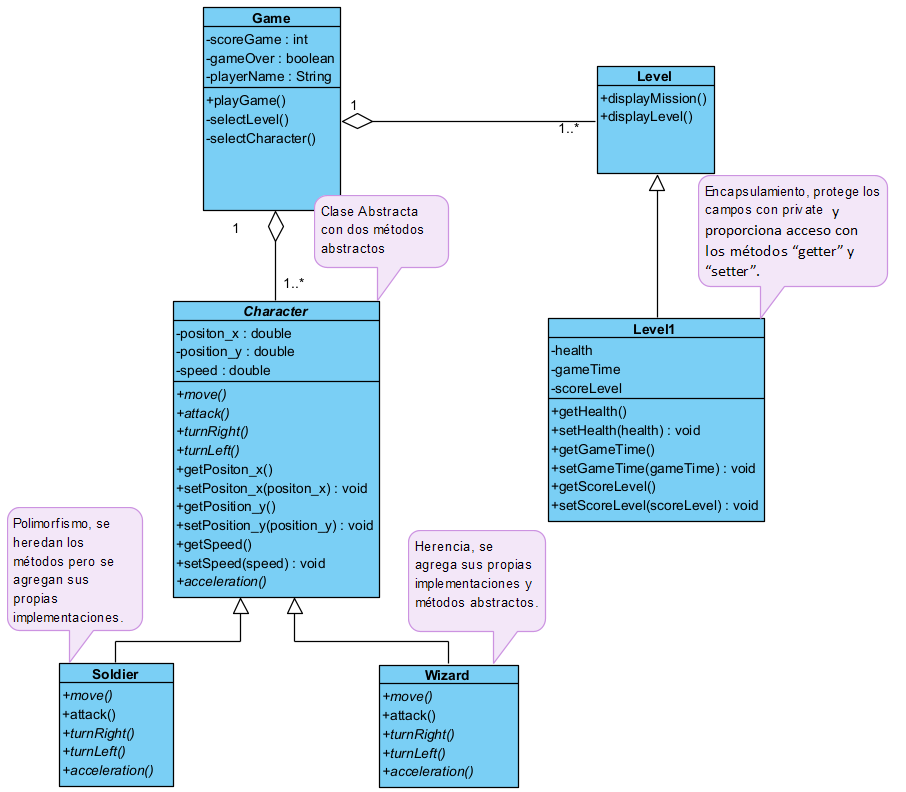 Game
-scoreGame : int
-gameOver : boolean
-playerName : String
+playGame()
-selectLevel()
-selectCharacter()
1
1..*
Level
+displayMission()
+displayLevel()
1
1..*
Clase Abstracta
con dos métodos
abstractos
Encapsulamiento, protege los
campos con private y
proporciona acceso con
los métodos “getter” y
“setter”.
Character
-positon_x : double
-position_y : double
-speed : double
+move()
+attack()
+turnRight()
+turnLeft()
+getPositon_x()
+setPositon_x(positon_x) : void
+getPosition_y()
+setPosition_y(position_y) : void
+getSpeed()
+setSpeed(speed) : void
+acceleration()
Level1
-health
-gameTime
-scoreLevel
+getHealth()
+setHealth(health) : void
+getGameTime()
+setGameTime(gameTime) : void
+getScoreLevel()
+setScoreLevel(scoreLevel) : void
Polimorfismo, se
heredan los
métodos pero se
agregan sus
propias
implementaciones.
Herencia, se
agrega sus propias
implementaciones y
métodos abstractos.
Soldier
+move()
+attack()
+turnRight()
+turnLeft()
+acceleration()
Wizard
+move()
+attack()
+turnRight()
+turnLeft()
+acceleration()